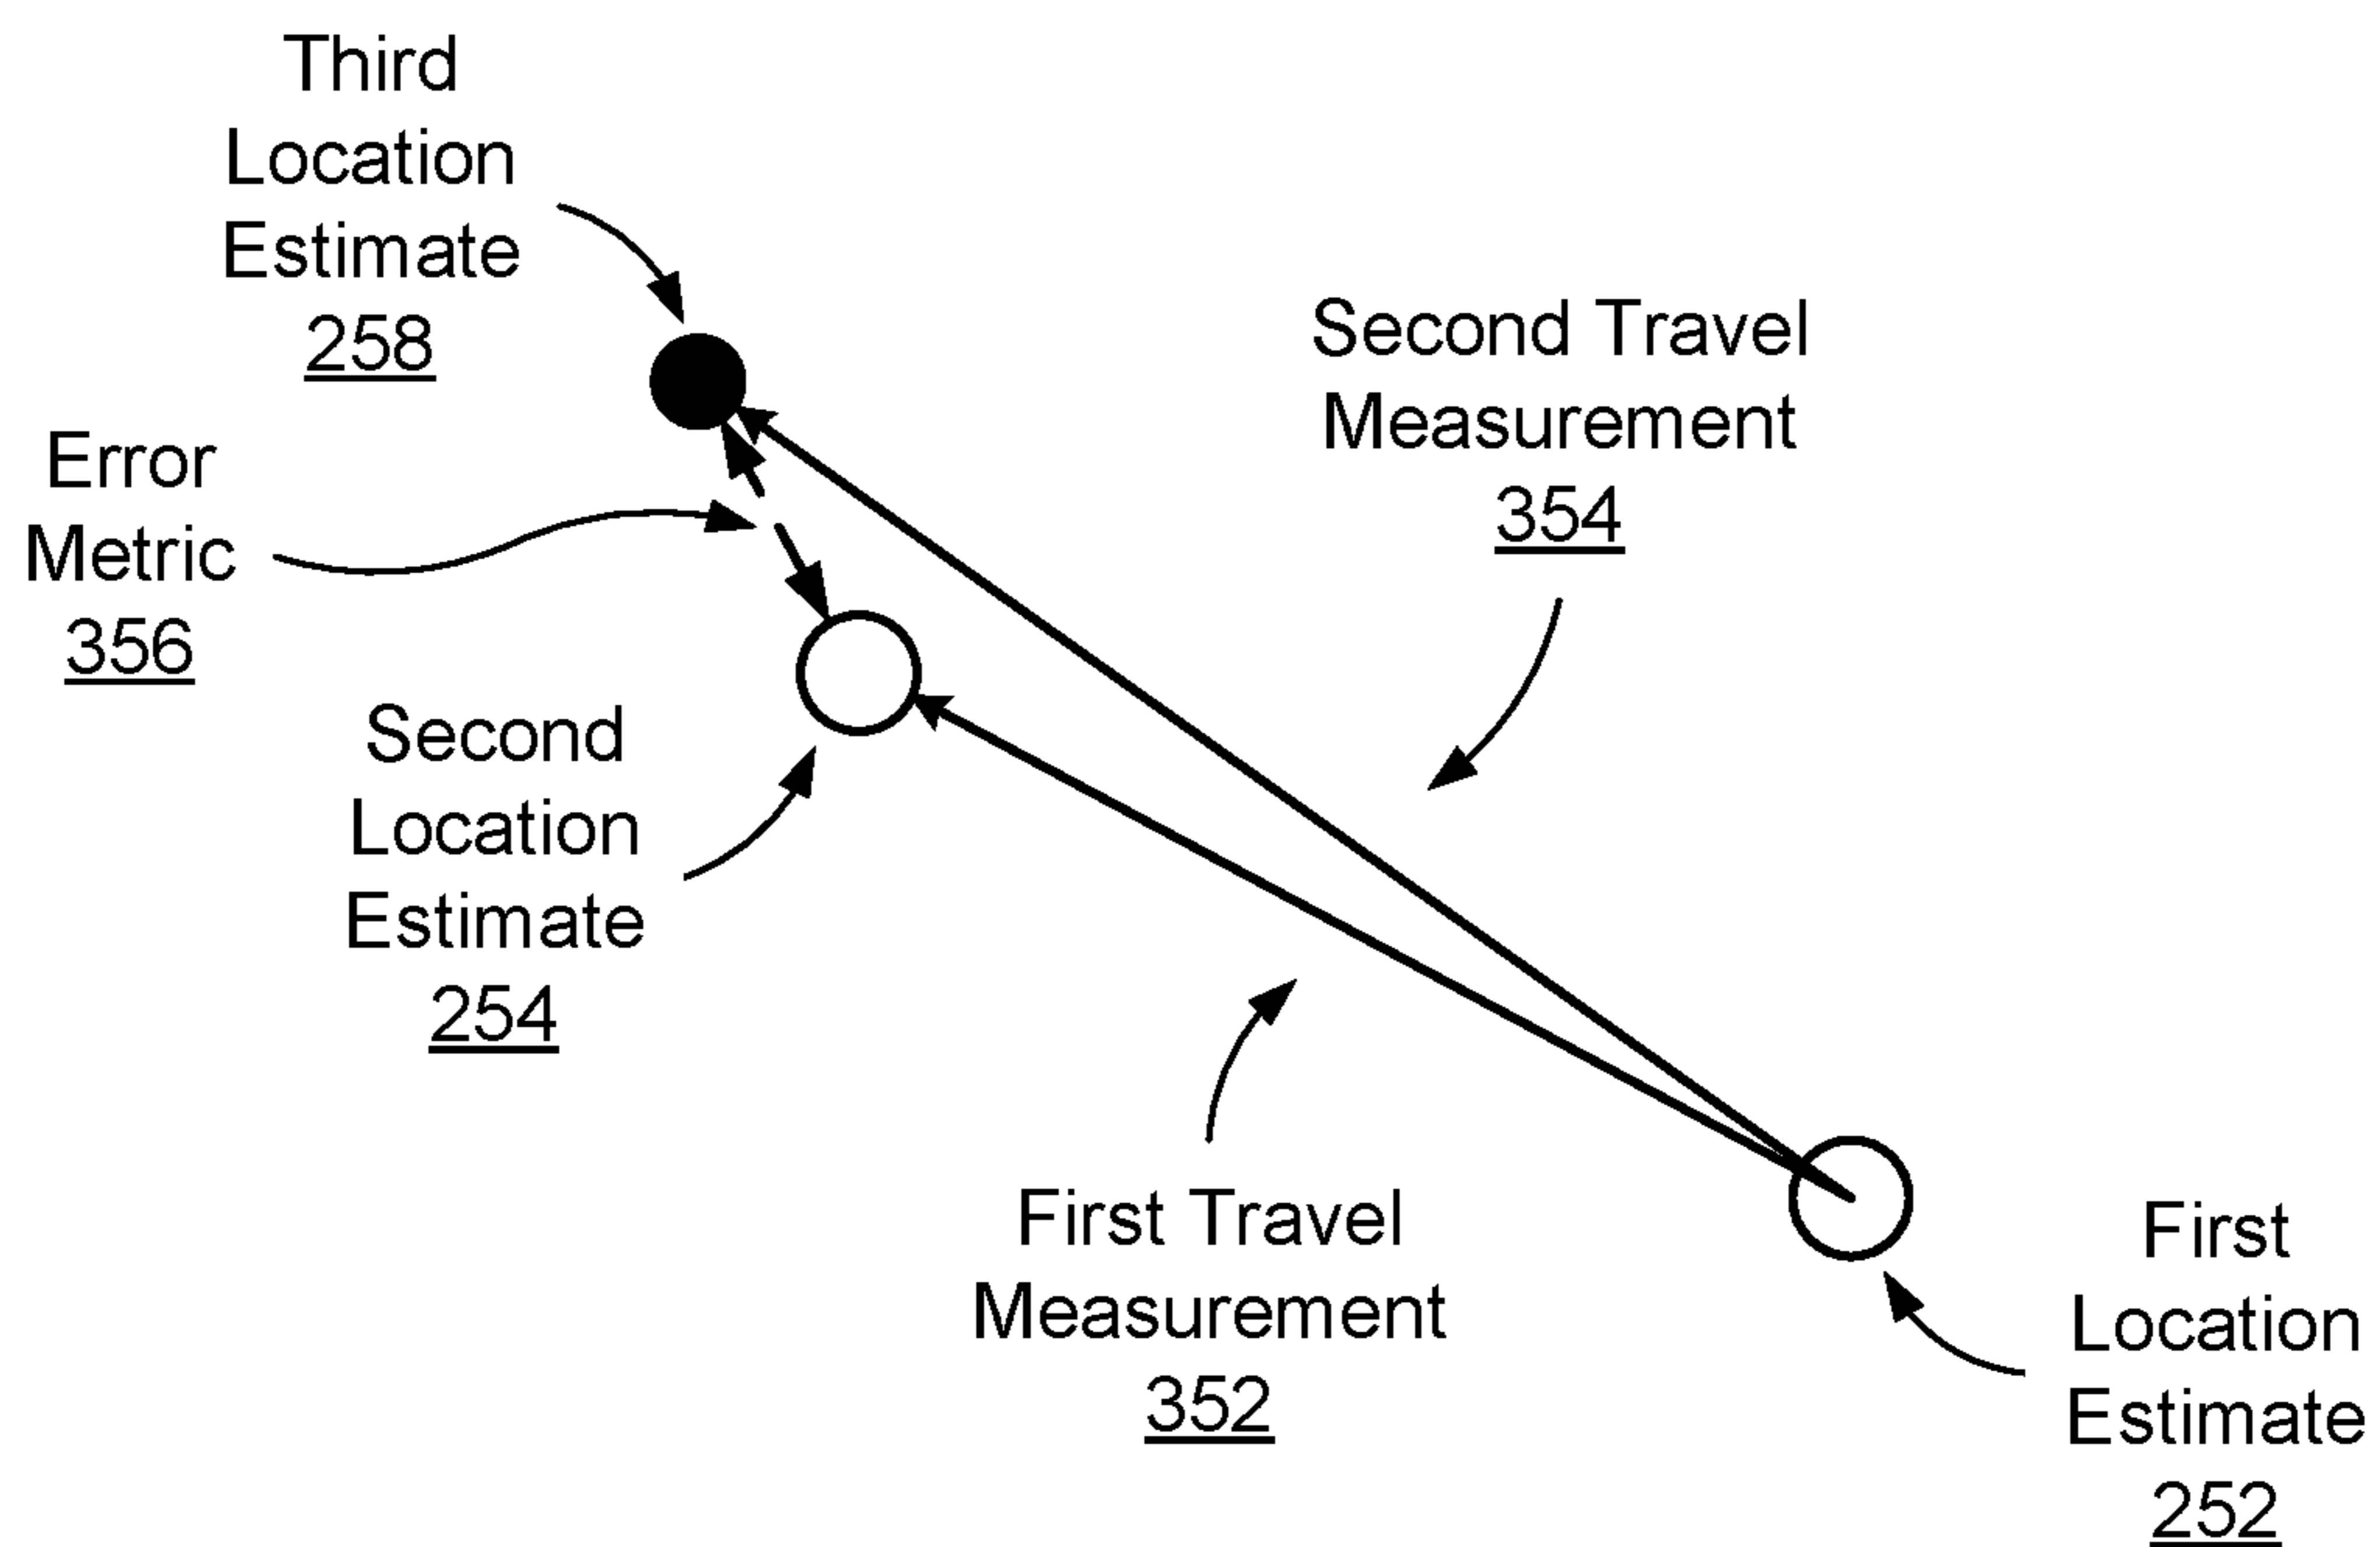 Third
Location
Estimate
258
Second Travel
Measurement
354
Error
Metric
356
Second
Location
Estimate
254
First Travel
Measurement
352
First
Location
Estimate
252